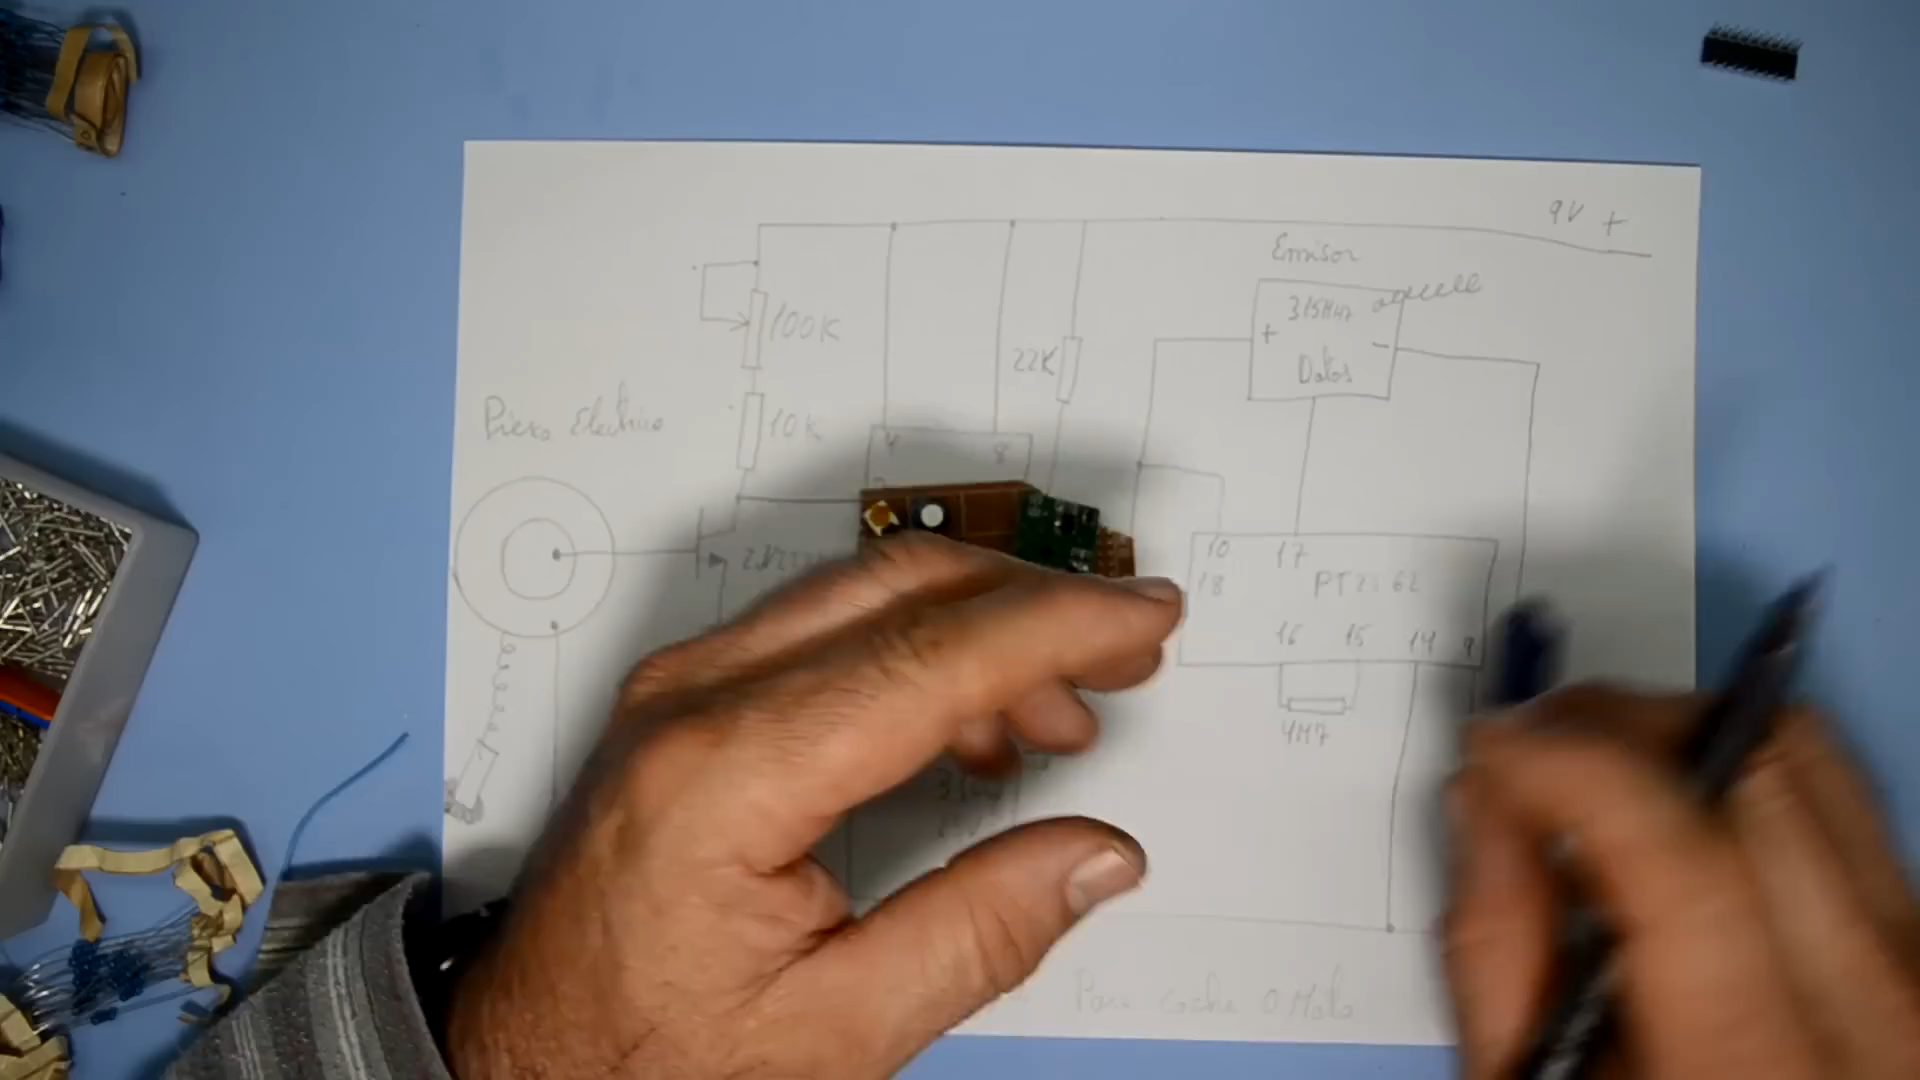 9V +
Emisor
315MHz
+ -
Datos
100K
22K
10K
Piezo Electrico
4 8
10 17
18 PT2262
16 15 14 9
4M7
Para coche o Moto